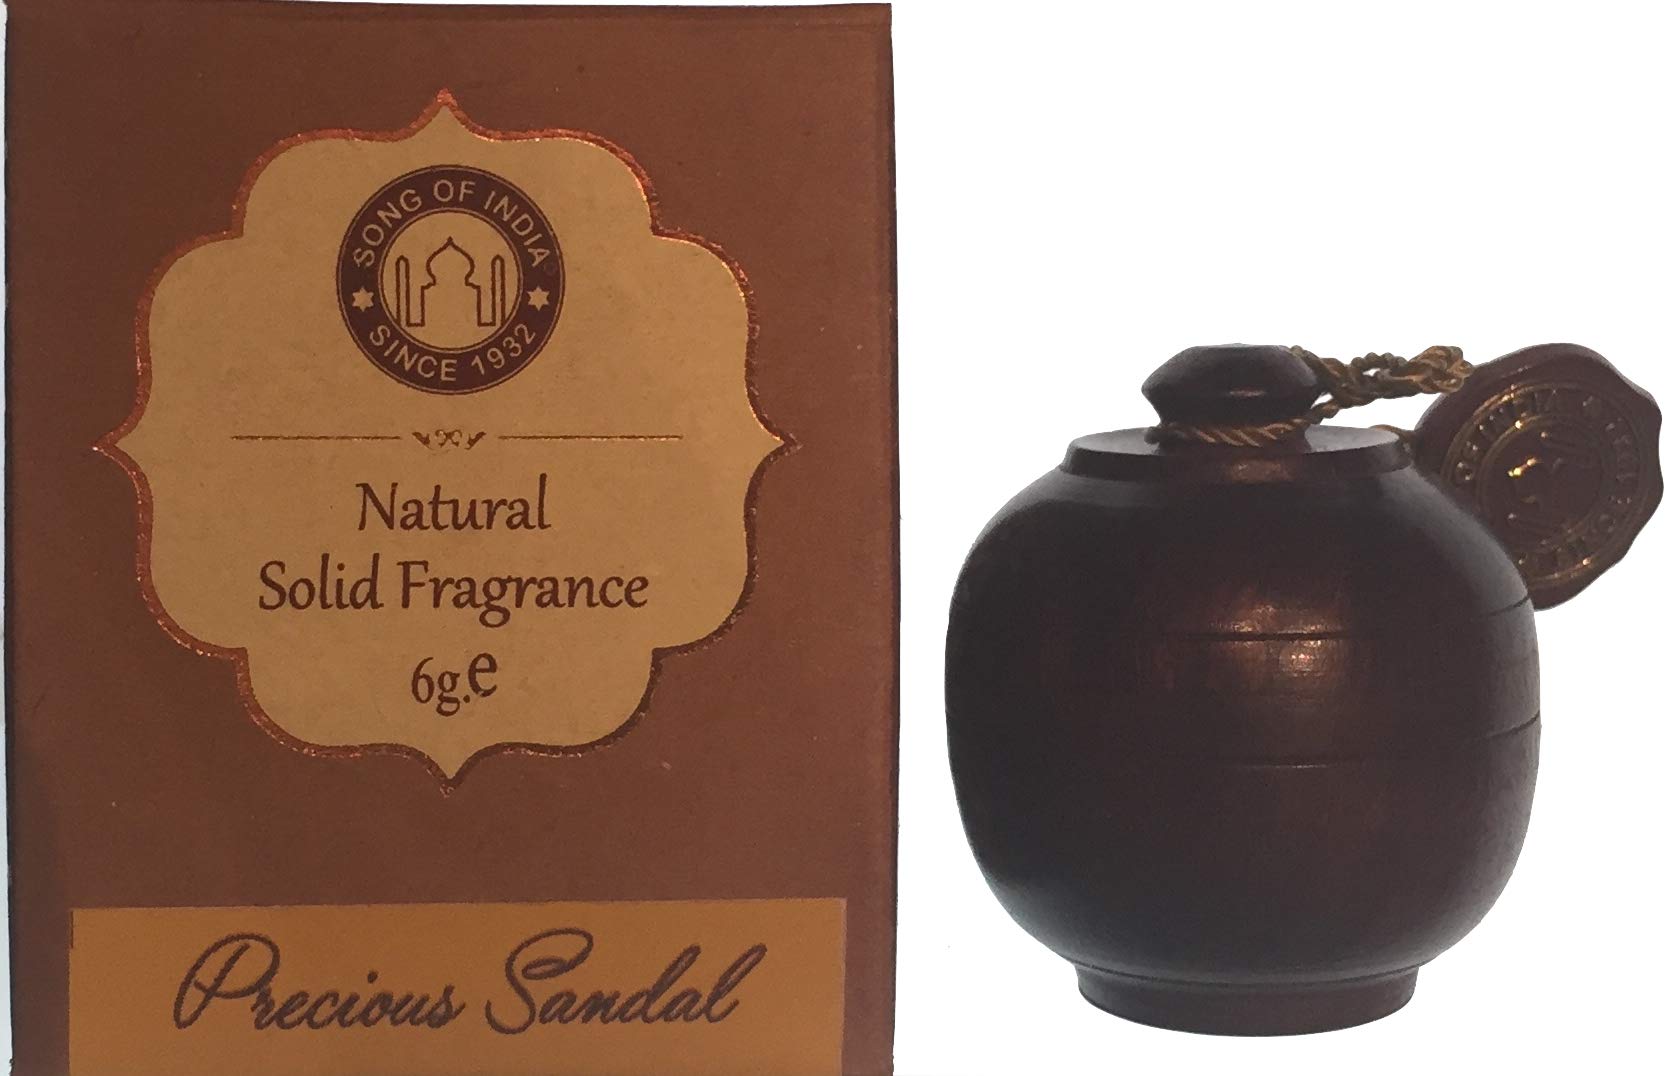 SONG OF INDIA
SINCE 1932
Natural
Solid Fragrance
6g.e
Precious Sandal